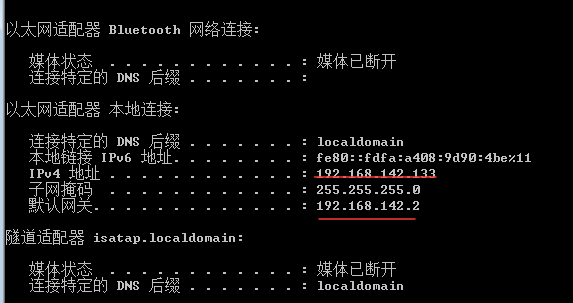 以太网适配器 Bluetooth 网络连接:
媒体状态 . . . . . . . . . . . . : 媒体已断开
连接特定的 DNS 后缀 . . . . . . . :
以太网适配器 本地连接:
连接特定的 DNS 后缀 . . . . . . . : localdomain
本地链接 IPv6 地址. . . . . . . . : fe80::fdfa:a408:9d90:4be%11
IPv4 地址 . . . . . . . . . . . . : 192.168.142.133
子网掩码 . . . . . . . . . . . . : 255.255.255.0
默认网关. . . . . . . . . . . . . : 192.168.142.2
隧道适配器 isatap.localdomain:
媒体状态 . . . . . . . . . . . . : 媒体已断开
连接特定的 DNS 后缀 . . . . . . . : localdomain